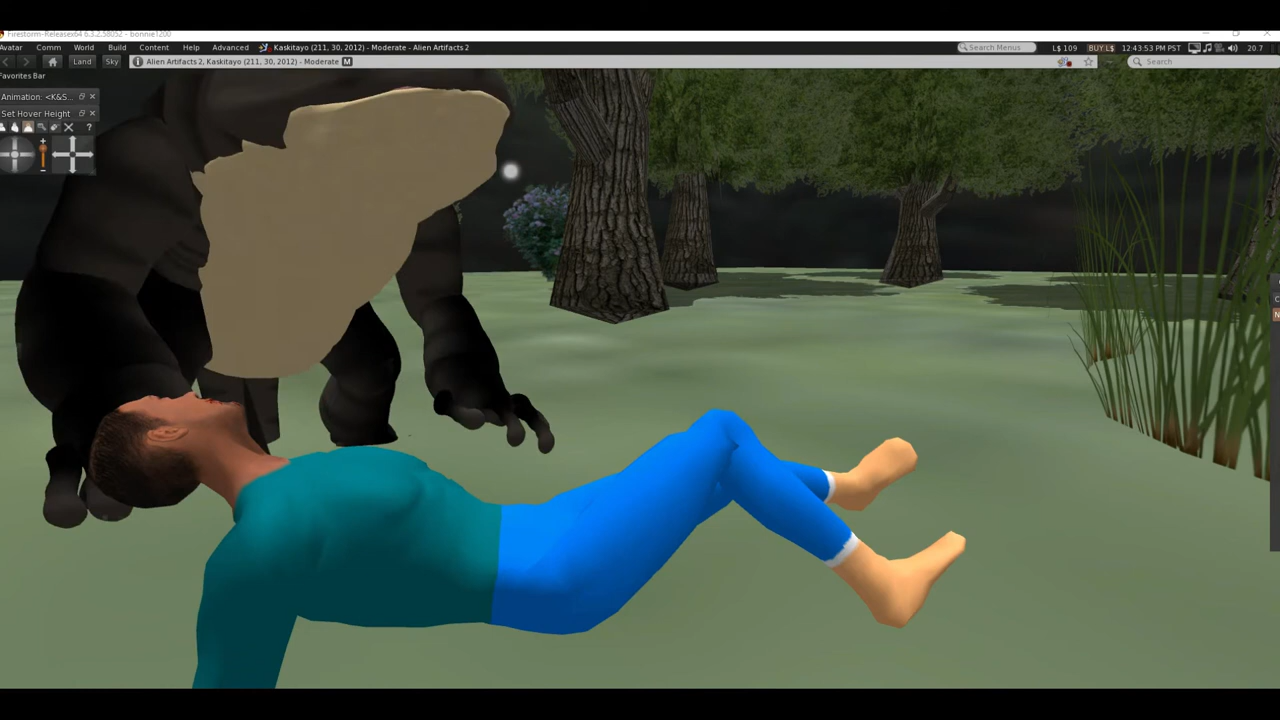 Firestorm-Releasex64 6.3.2.58052 - bonnie1200
Avatar Comm World Build Content Help Advanced Kaskitayo (211, 30, 2012) - Moderate - Alien Artifacts 2 Search Menus L$ 109 BUY L$ 12:43:53 PM PST 20.7
Land Sky Alien Artifacts 2, Kaskitayo (211, 30, 2012) - Moderate M Search
Favorites Bar
Animation: <K&S...
Set Hover Height
?